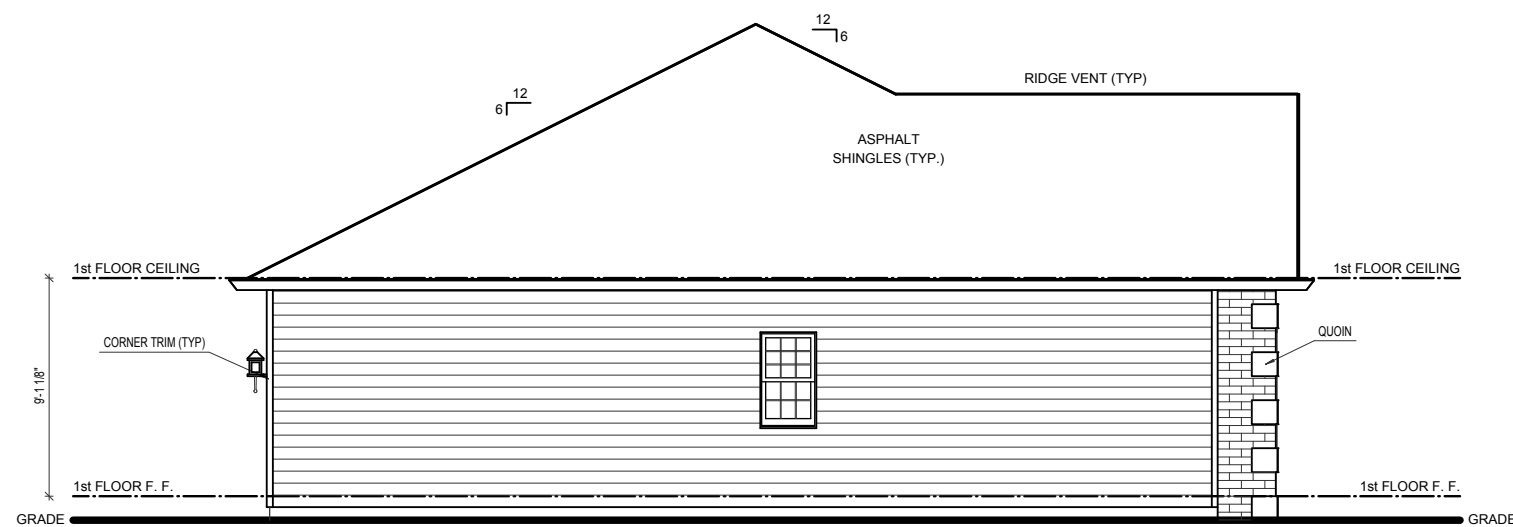 12
6
RIDGE VENT (TYP)
12
6
ASPHALT
SHINGLES (TYP.)
1st FLOOR CEILING
1st FLOOR CEILING
CORNER TRIM (TYP)
QUOIN
9'-1 1/8"
1st FLOOR F. F.
1st FLOOR F. F.
GRADE
GRADE